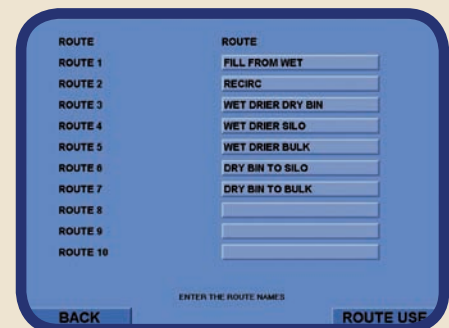 ROUTE ROUTE
ROUTE 1 FILL FROM WET
ROUTE 2 RECIRC
ROUTE 3 WET DRIER DRY BIN
ROUTE 4 WET DRIER SILO
ROUTE 5 WET DRIER BULK
ROUTE 6 DRY BIN TO SILO
ROUTE 7 DRY BIN TO BULK
ROUTE 8
ROUTE 9
ROUTE 10
ENTER THE ROUTE NAMES
BACK ROUTE USE